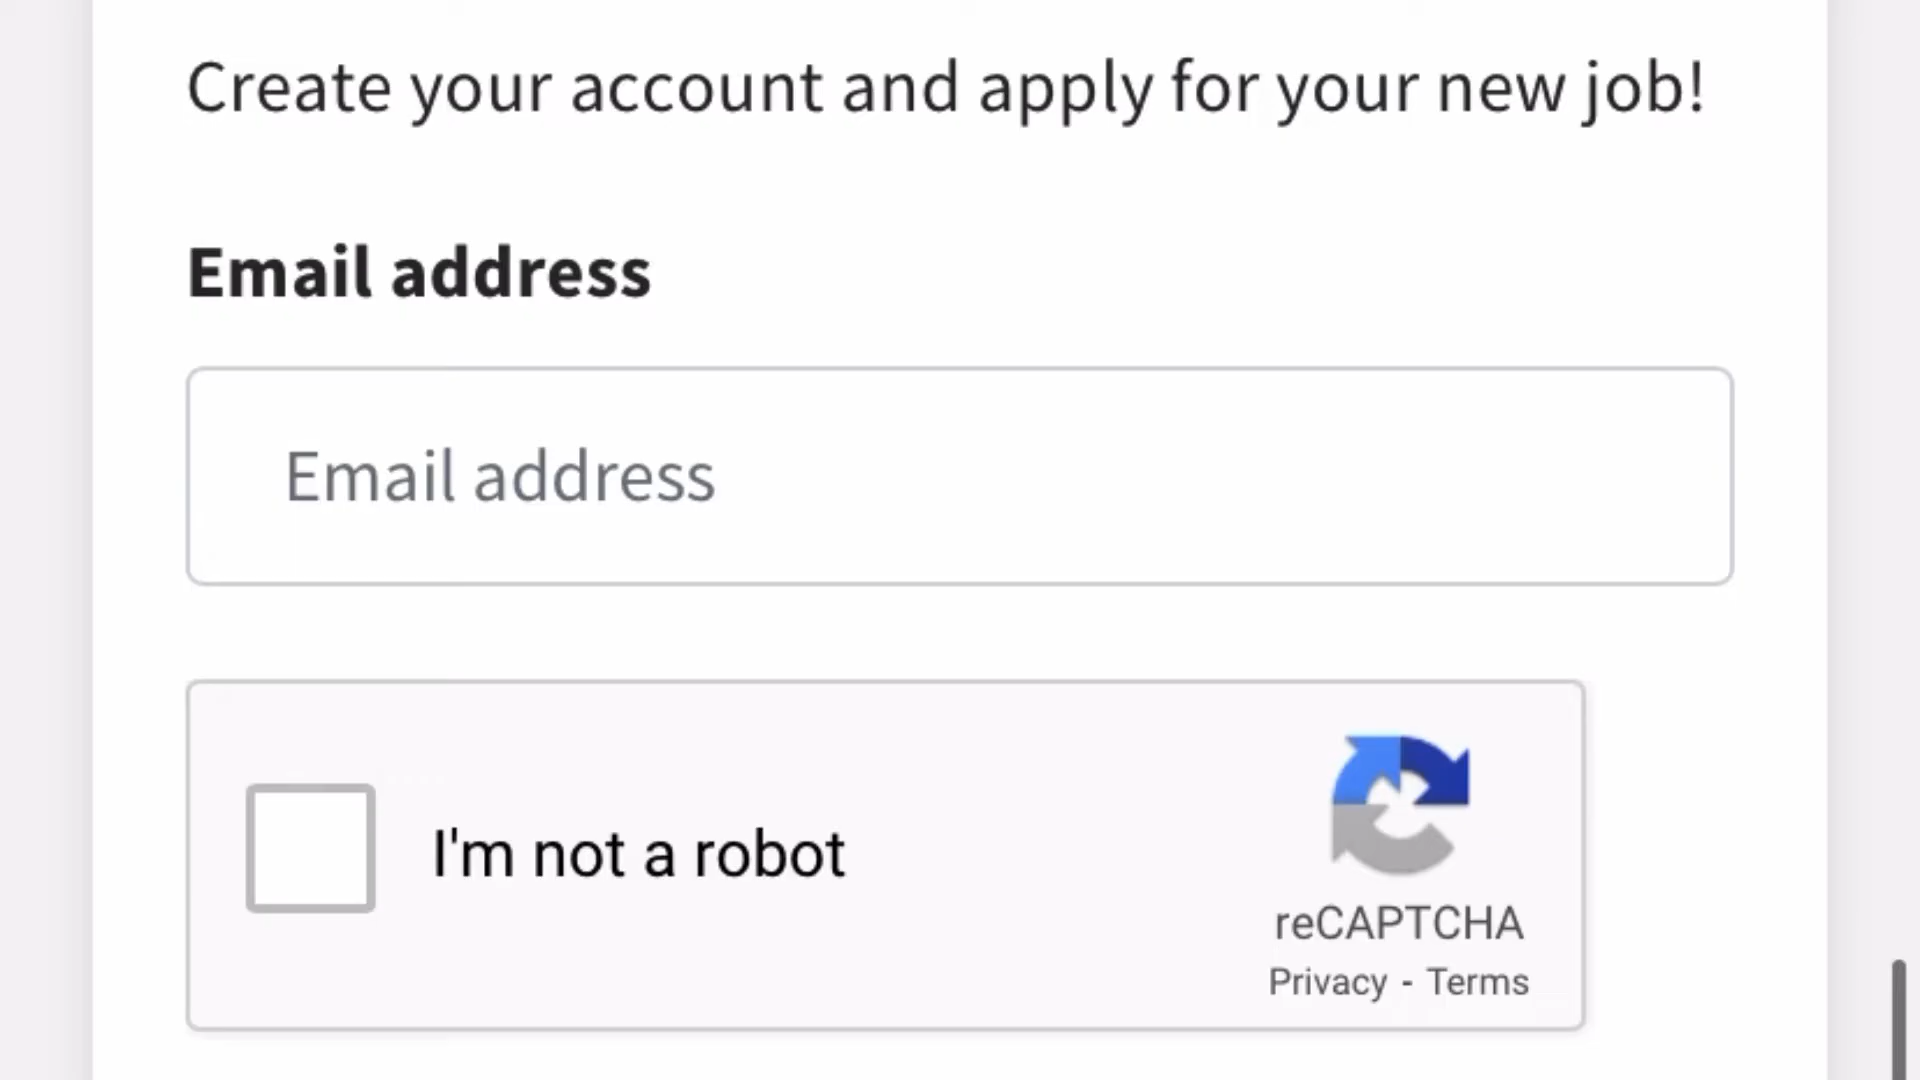 Create your account and apply for your new job!
Email address
Email address
I'm not a robot
reCAPTCHA
Privacy - Terms